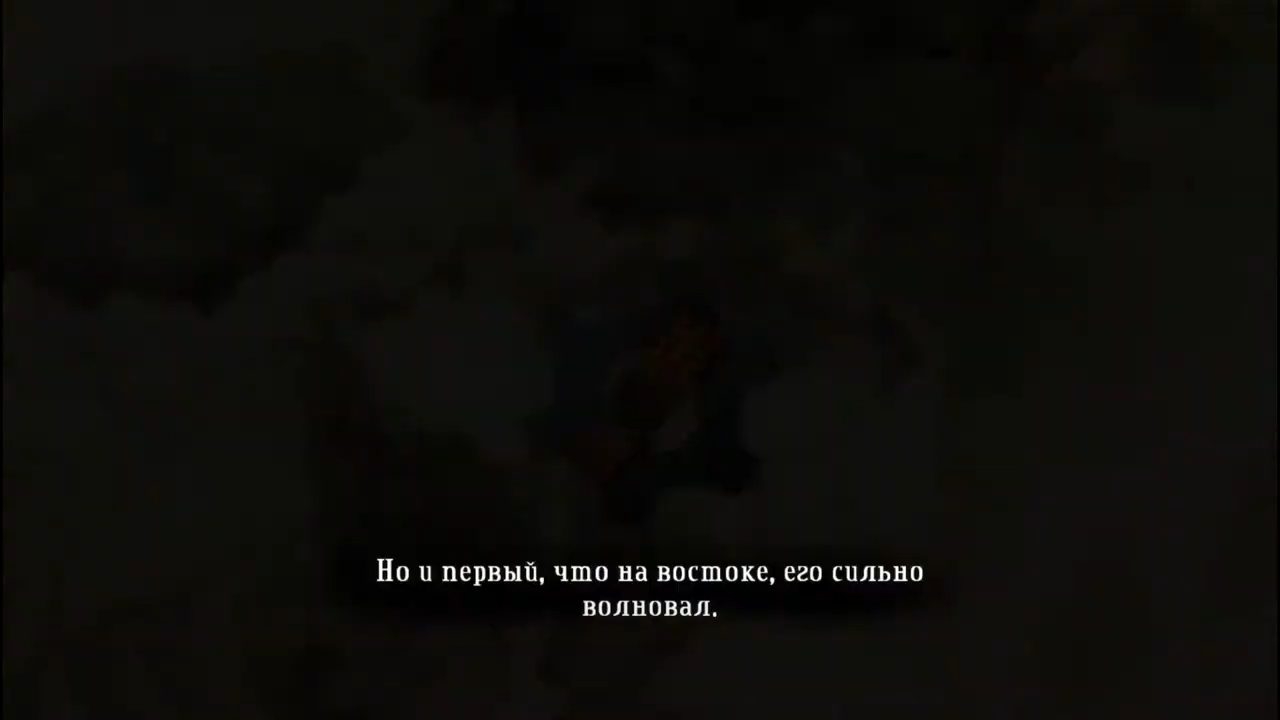 Но и первый, что на востоке, его сильно
волновал.